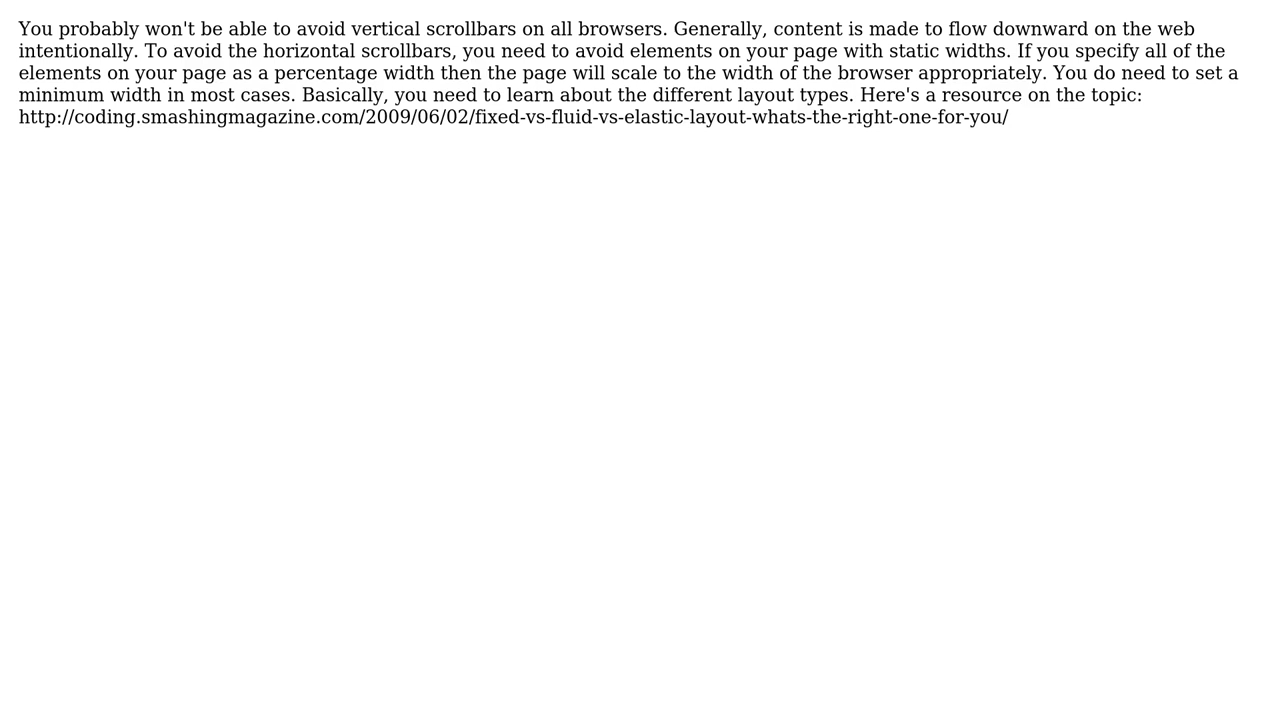 You probably won't be able to avoid vertical scrollbars on all browsers. Generally, content is made to flow downward on the web
intentionally. To avoid the horizontal scrollbars, you need to avoid elements on your page with static widths. If you specify all of the
elements on your page as a percentage width then the page will scale to the width of the browser appropriately. You do need to set a
minimum width in most cases. Basically, you need to learn about the different layout types. Here's a resource on the topic:
http://coding.smashingmagazine.com/2009/06/02/fixed-vs-fluid-vs-elastic-layout-whats-the-right-one-for-you/